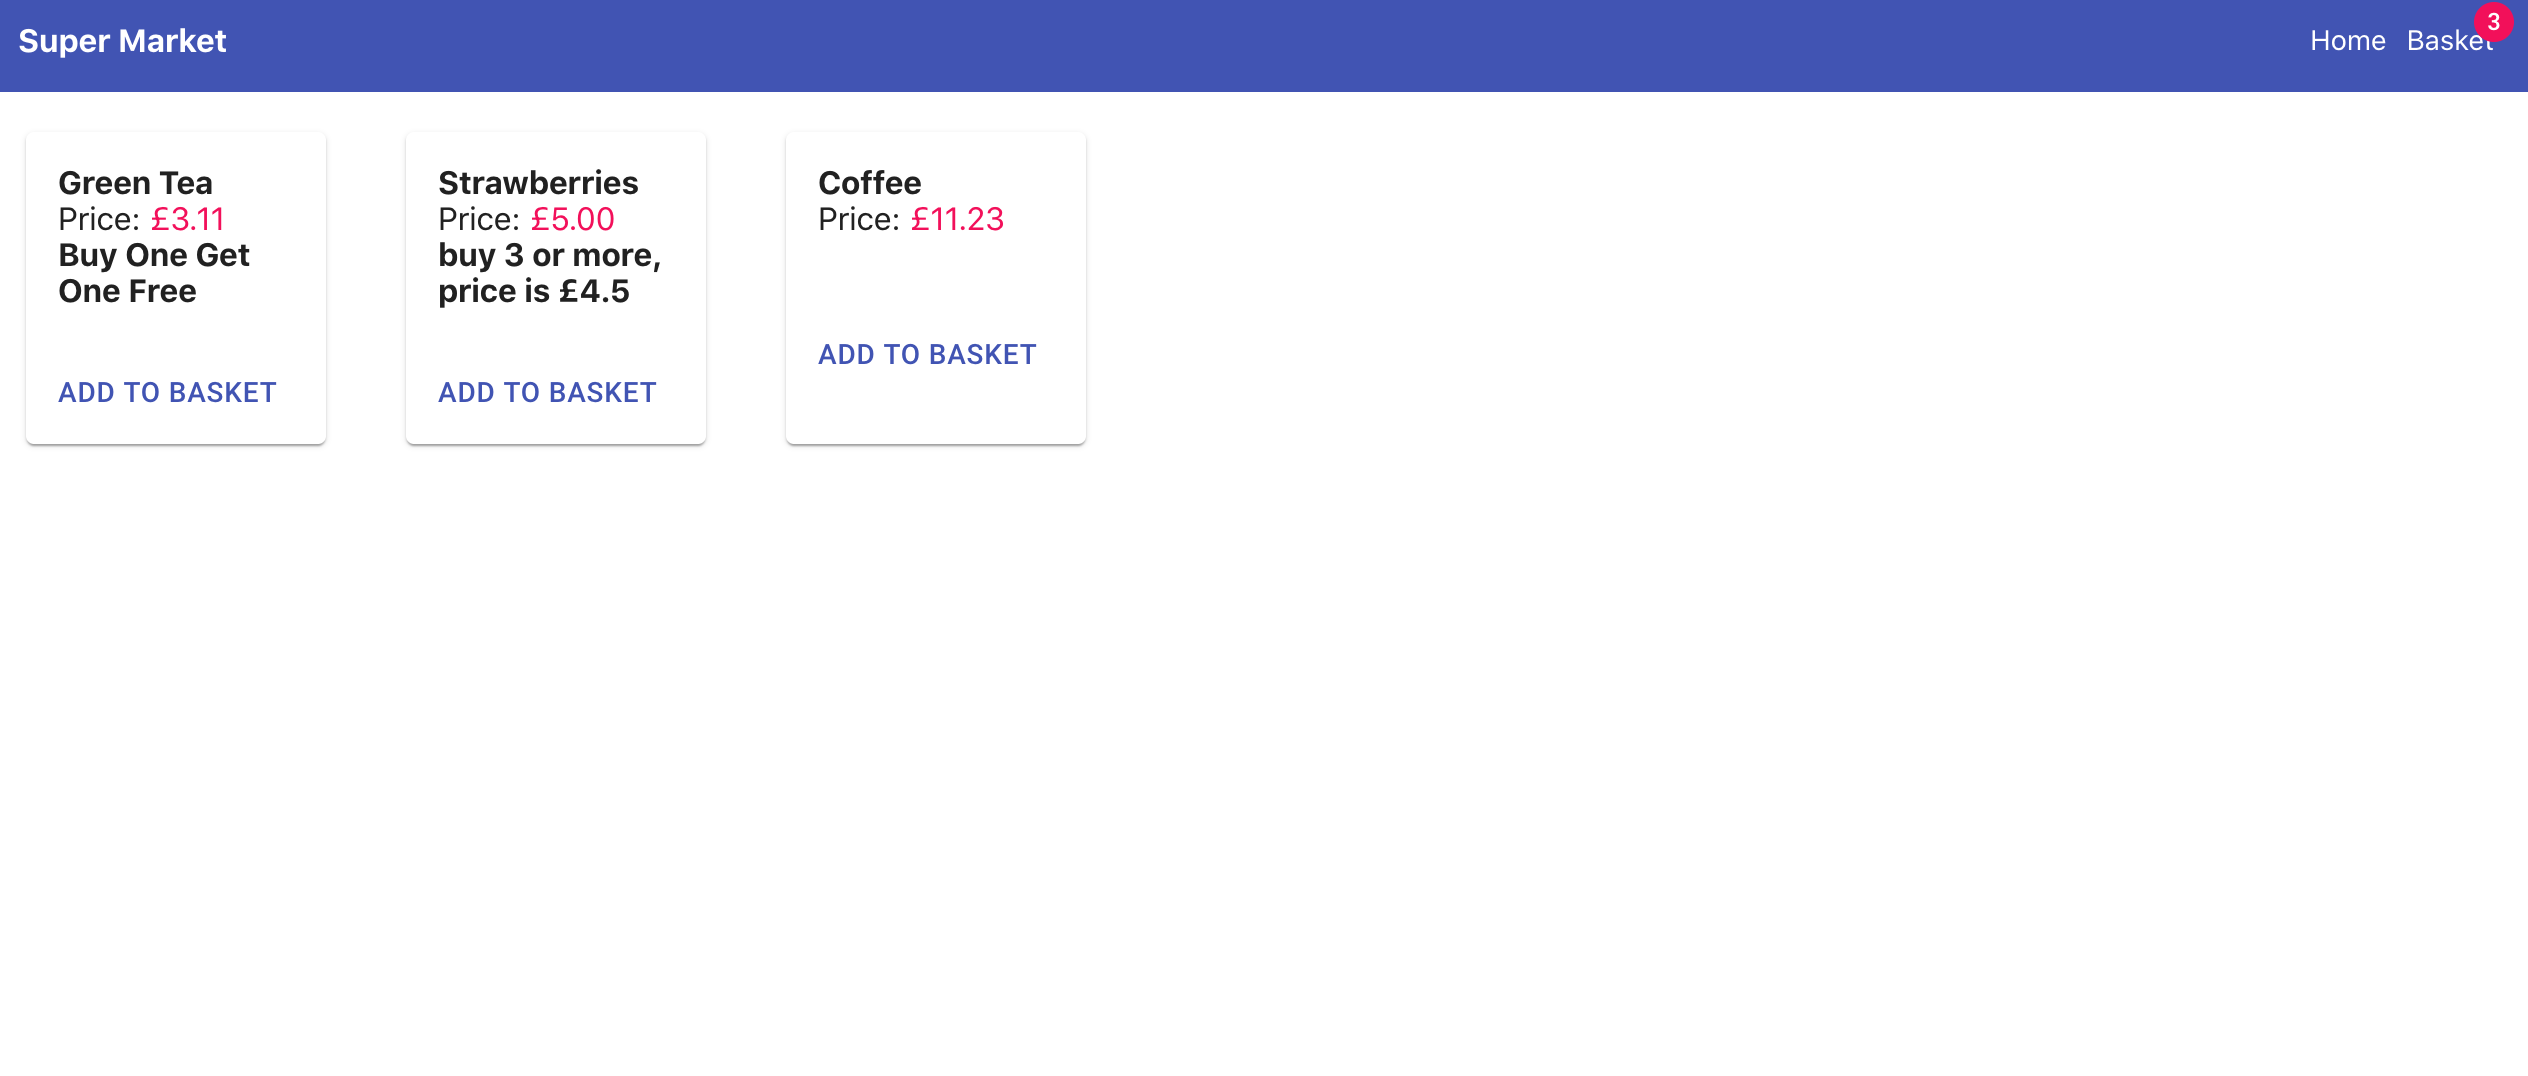 Super Market
Home Basket 3
Green Tea
Price: £3.11
Buy One Get
One Free
ADD TO BASKET
Strawberries
Price: £5.00
buy 3 or more,
price is £4.5
ADD TO BASKET
Coffee
Price: £11.23
ADD TO BASKET